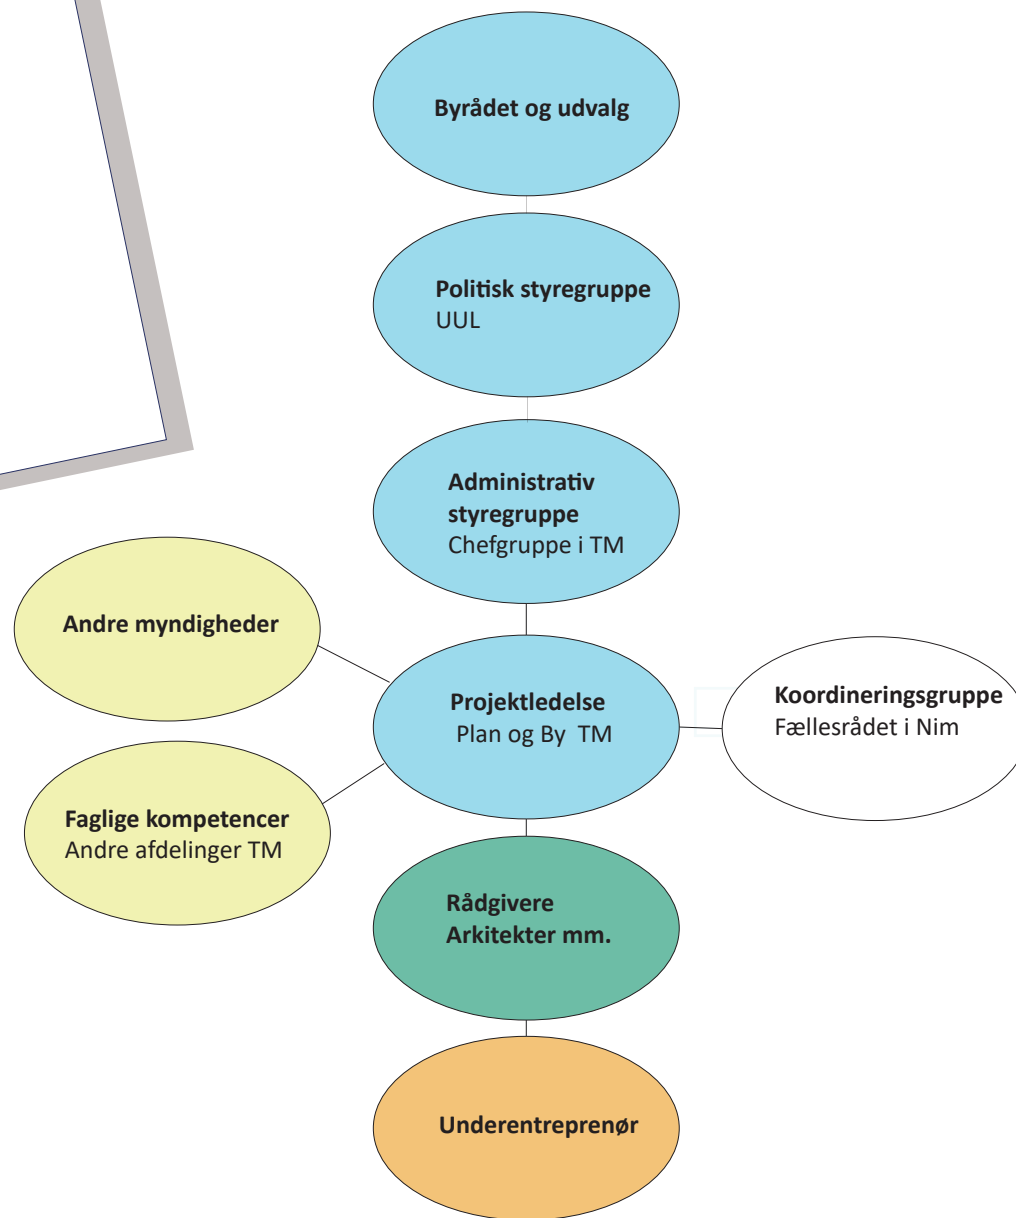 Byrådet og udvalg
Politisk styregruppe
UUL
Administrativ
styregruppe
Chefgruppe i TM
Andre myndigheder
Projektledelse
Plan og By TM
Koordineringsgruppe
Fællesrådet i Nim
Faglige kompetencer
Andre afdelinger TM
Rådgivere
Arkitekter mm.
Underentreprenør